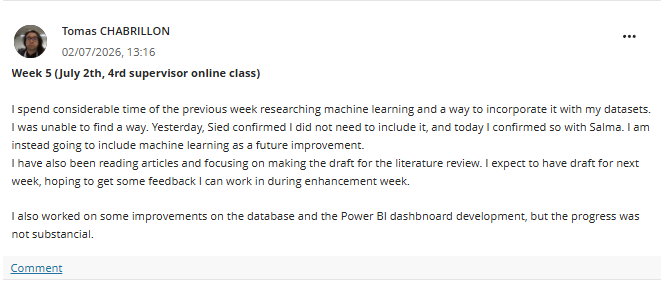 Tomas CHABRILLON
02/07/2026, 13:16
Week 5 (July 2th, 4rd supervisor online class)
I spend considerable time of the previous week researching machine learning and a way to incorporate it with my datasets.
I was unable to find a way. Yesterday, Sied confirmed I did not need to include it, and today I confirmed so with Salma. I am
instead going to include machine learning as a future improvement.
I have also been reading articles and focusing on making the draft for the literature review. I expect to have draft for next
week, hoping to get some feedback I can work in during enhancement week.
I also worked on some improvements on the database and the Power BI dashbnoard development, but the progress was
not substancial.
Comment